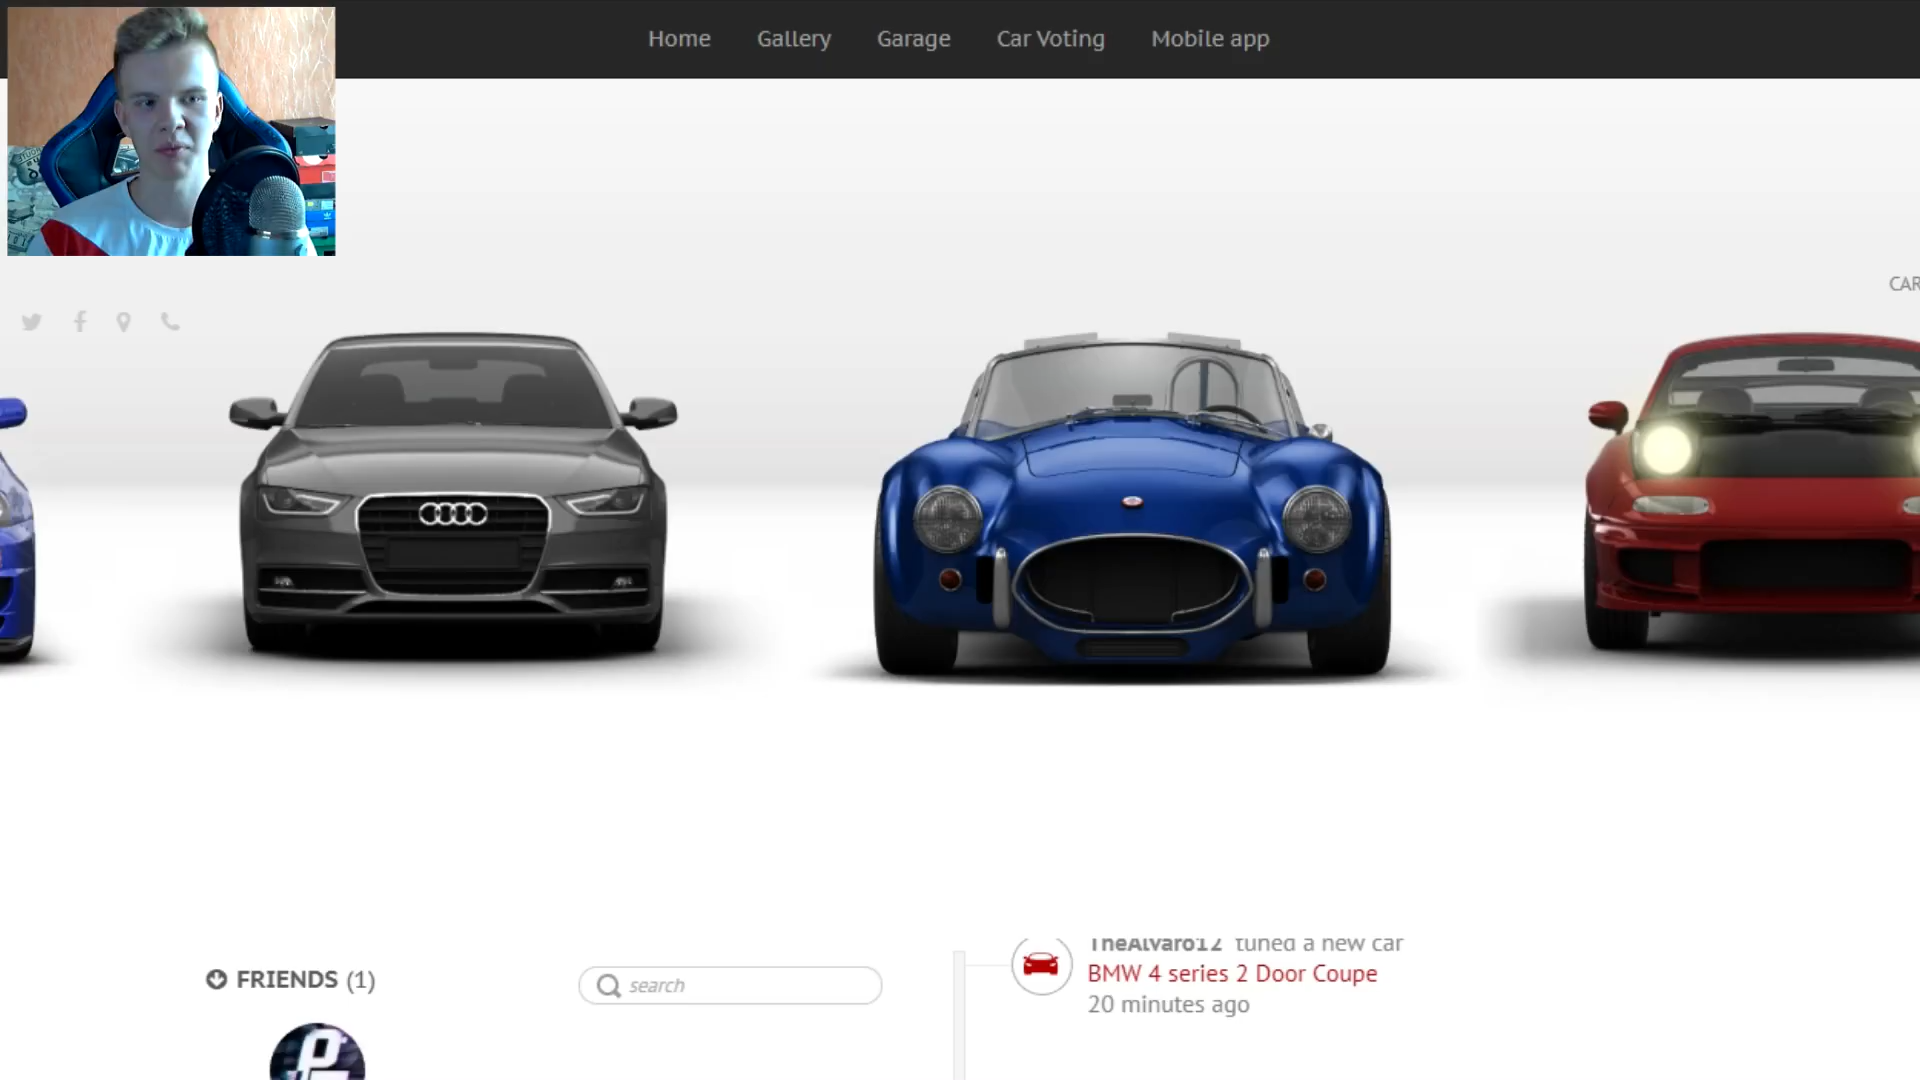 Home Gallery Garage Car Voting Mobile app
CAR
TheAlvaro12 tuned a new car
BMW 4 series 2 Door Coupe
20 minutes ago
FRIENDS (1)
search